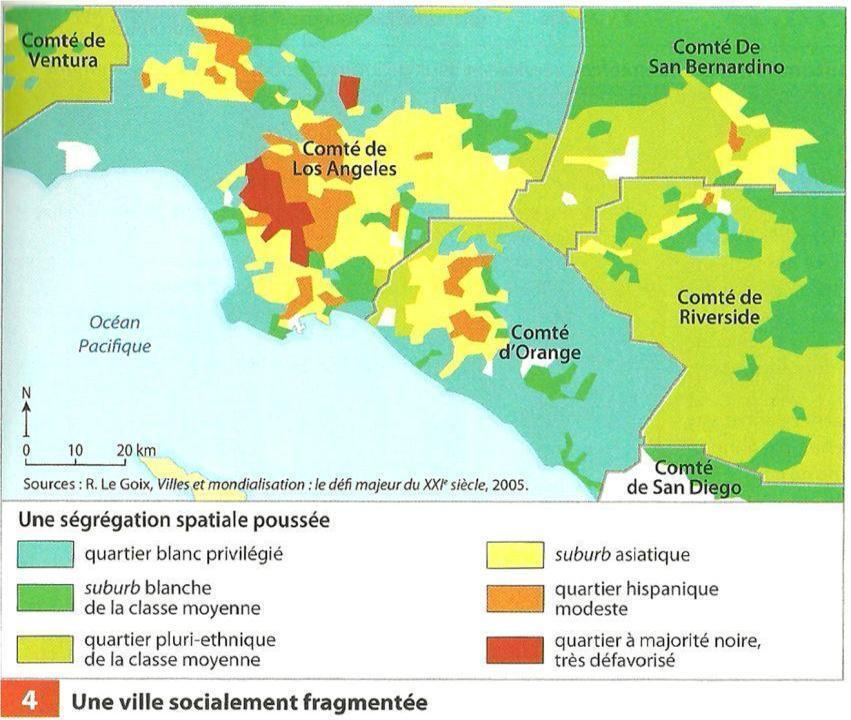 Comté de
Ventura
Comté De
San Bernardino
Comté de
Los Angeles
Comté de
Riverside
Océan
Pacifique
Comté
d'Orange
N
0 10 20 km
Comté
de San Diego
Sources : R. Le Goix, Villes et mondialisation : le défi majeur du XXIe siècle, 2005.
Une ségrégation spatiale poussée
quartier blanc privilégié
suburb blanche
de la classe moyenne
quartier pluri-ethnique
de la classe moyenne
suburb asiatique
quartier hispanique
modeste
quartier à majorité noire,
très défavorisé
4 Une ville socialement fragmentée